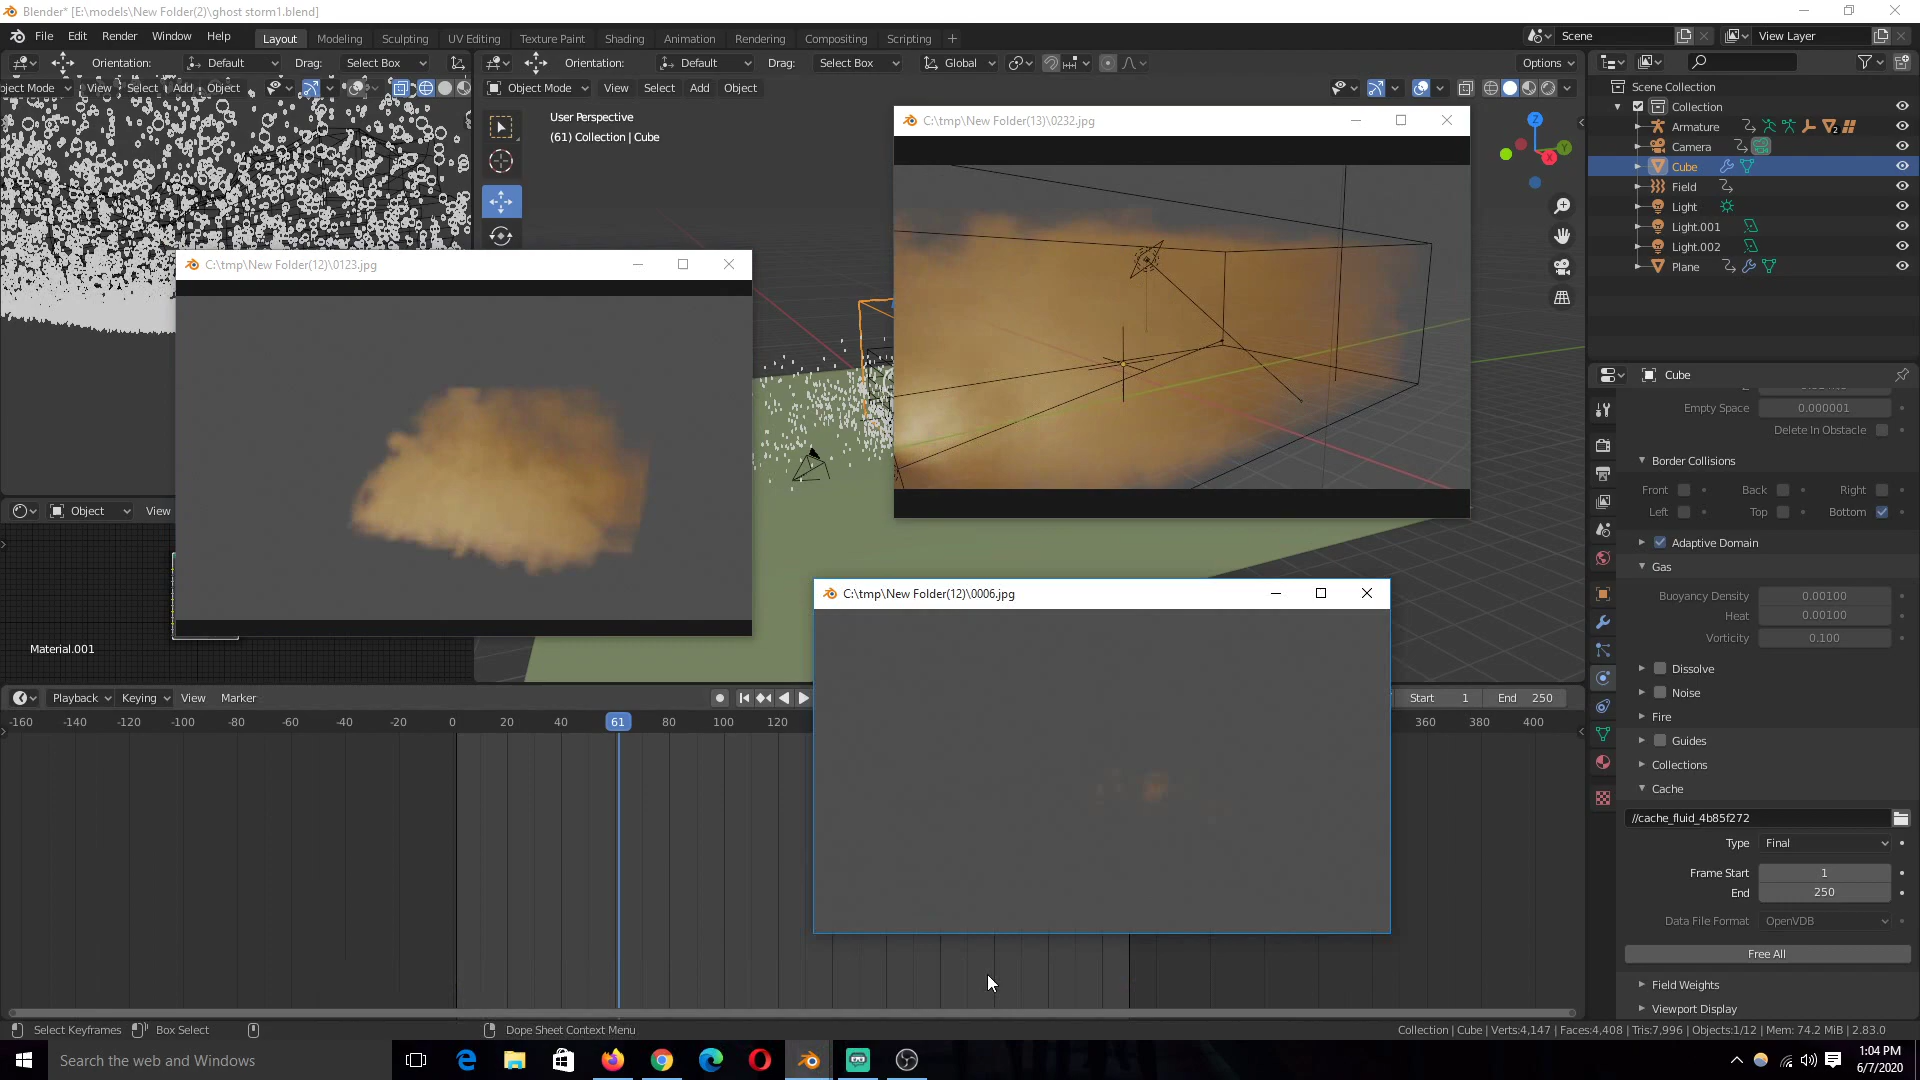 Blender* [E:\models\New Folder(2)\ghost storm1.blend]
File Edit Render Window Help Layout Modeling Sculpting UV Editing Texture Paint Shading Animation Rendering Compositing Scripting + Scene View Layer
Orientation: Default Drag: Select Box Orientation: Default Drag: Select Box Global Options
ject Mode View Select Add Object Object Mode View Select Add Object
User Perspective
(61) Collection | Cube
Scene Collection
Collection
Armature 2
Camera
Cube
Field
Light
Light.001
Light.002
Plane
C:\tmp\New Folder(13)\0232.jpg
Z
Y
X
C:\tmp\New Folder(12)\0123.jpg
C:\tmp\New Folder(12)\0006.jpg
Object View
Material.001
Cube
Empty Space 0.000001
Delete In Obstacle
Border Collisions
Front Back Right
Left Top Bottom
Adaptive Domain
Gas
Buoyancy Density 0.00100
Heat 0.00100
Vorticity 0.100
Dissolve
Noise
Fire
Guides
Collections
Cache
//cache_fluid_4b85f272
Type Final
Frame Start 1
End 250
Data File Format OpenVDB
Free All
Field Weights
Viewport Display
Playback Keying View Marker Start 1 End 250
-160 -140 -120 -100 -80 -60 -40 -20 0 20 40 61 80 100 120 360 380 400
Select Keyframes Box Select Dope Sheet Context Menu Collection | Cube | Verts:4,147 | Faces:4,408 | Tris:7,996 | Objects:1/12 | Mem: 74.2 MiB | 2.83.0
Search the web and Windows
1:04 PM
6/7/2020